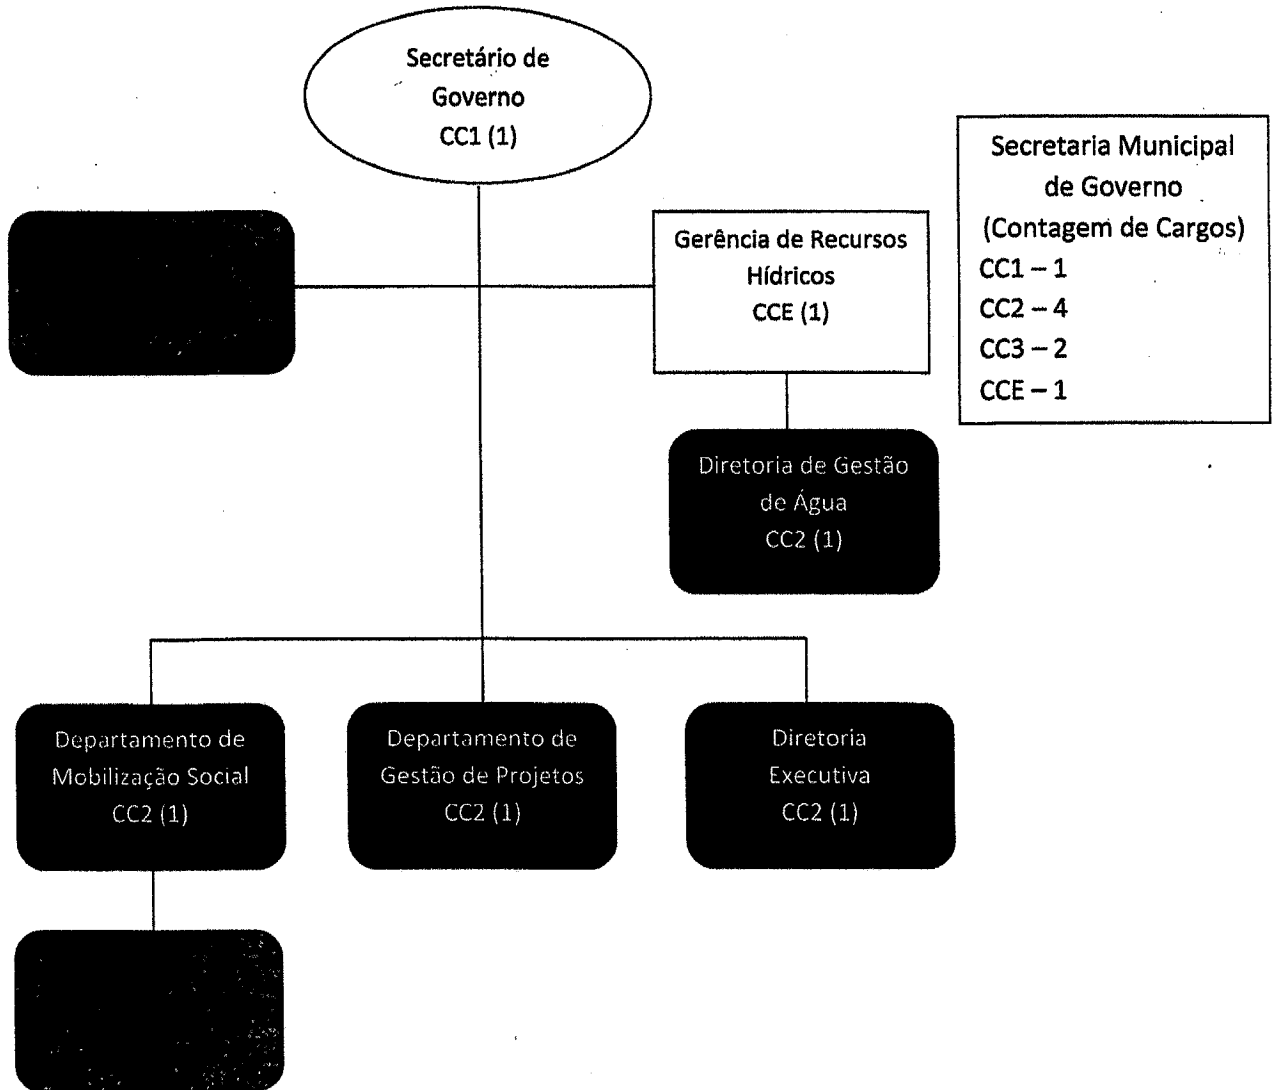 Secretário de
Governo
CC1 (1)
Secretaria Municipal
de Governo
(Contagem de Cargos)
CC1 – 1
CC2 – 4
CC3 – 2
CCE – 1
Gerência de Recursos
Hídricos
CCE (1)
Diretoria de Gestão
de Água
CC2 (1)
Departamento de
Mobilização Social
CC2 (1)
Departamento de
Gestão de Projetos
CC2 (1)
Diretoria
Executiva
CC2 (1)